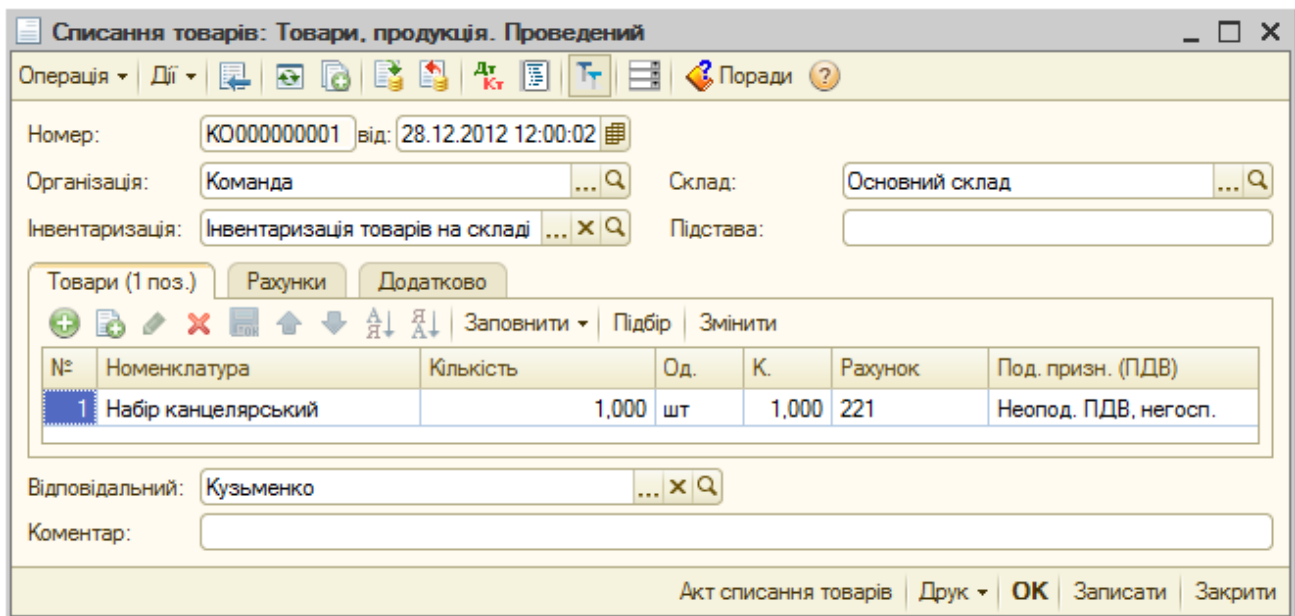 Списання товарів: Товари, продукція. Проведений
Операція Дії Дт Кт Поради
Номер: КО000000001 від: 28.12.2012 12:00:02
Організація: Команда ... Склад: Основний склад ...
Інвентаризація: Інвентаризація товарів на складі ... Підстава:
Товари (1 поз.) Рахунки Додатково
Заповнити Підбір Змінити
№ Номенклатура Кількість Од. К. Рахунок Под. призн. (ПДВ)
1 Набір канцелярський 1,000 шт 1,000 221 Неопод. ПДВ, негосп.
Відповідальний: Кузьменко ...
Коментар:
Акт списання товарів Друк OK Записати Закрити